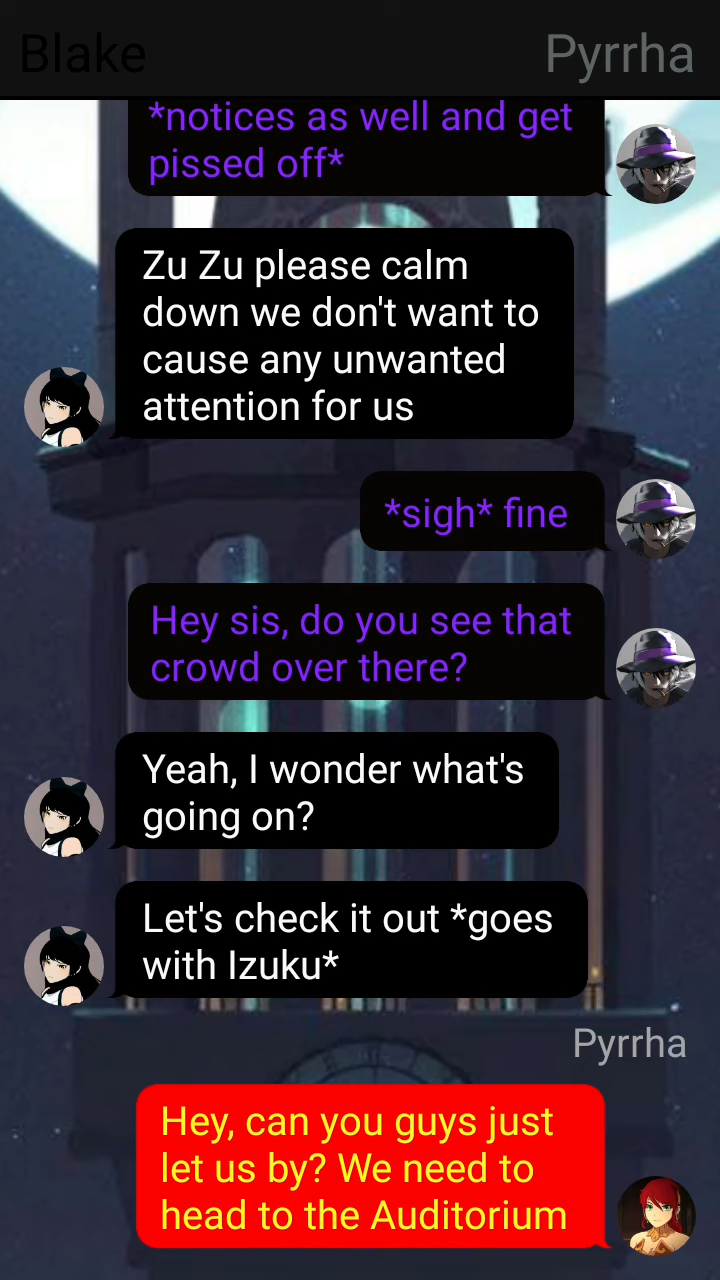 Blake
Pyrrha
*notices as well and get
pissed off*
Zu Zu please calm
down we don't want to
cause any unwanted
attention for us
*sigh* fine
Hey sis, do you see that
crowd over there?
Yeah, I wonder what's
going on?
Let's check it out *goes
with Izuku*
Pyrrha
Hey, can you guys just
let us by? We need to
head to the Auditorium